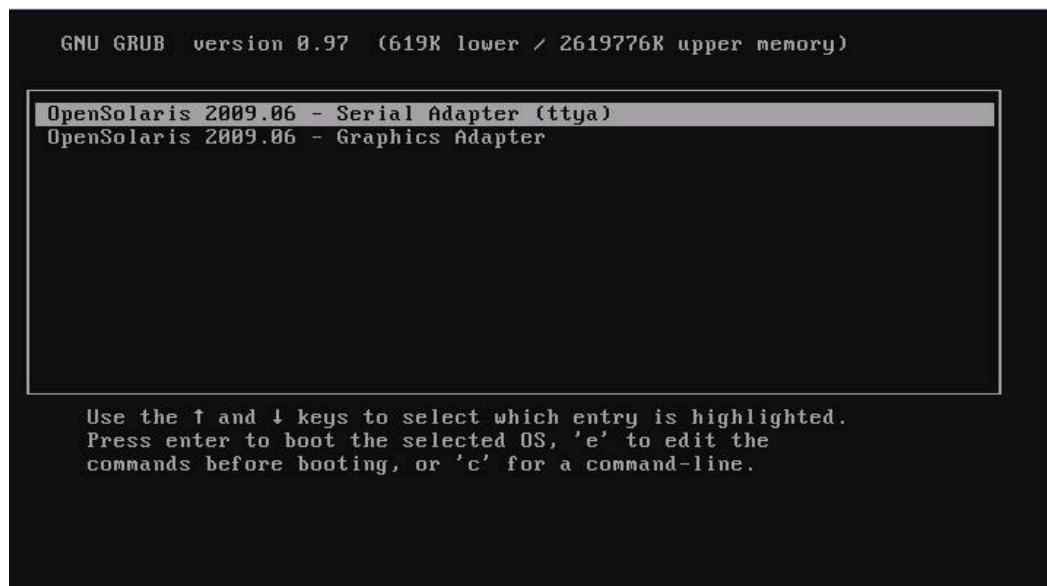 GNU GRUB version 0.97 (619K lower / 2619776K upper memory)
OpenSolaris 2009.06 - Serial Adapter (ttya)
OpenSolaris 2009.06 - Graphics Adapter
Use the ↑ and ↓ keys to select which entry is highlighted.
Press enter to boot the selected OS, 'e' to edit the
commands before booting, or 'c' for a command-line.